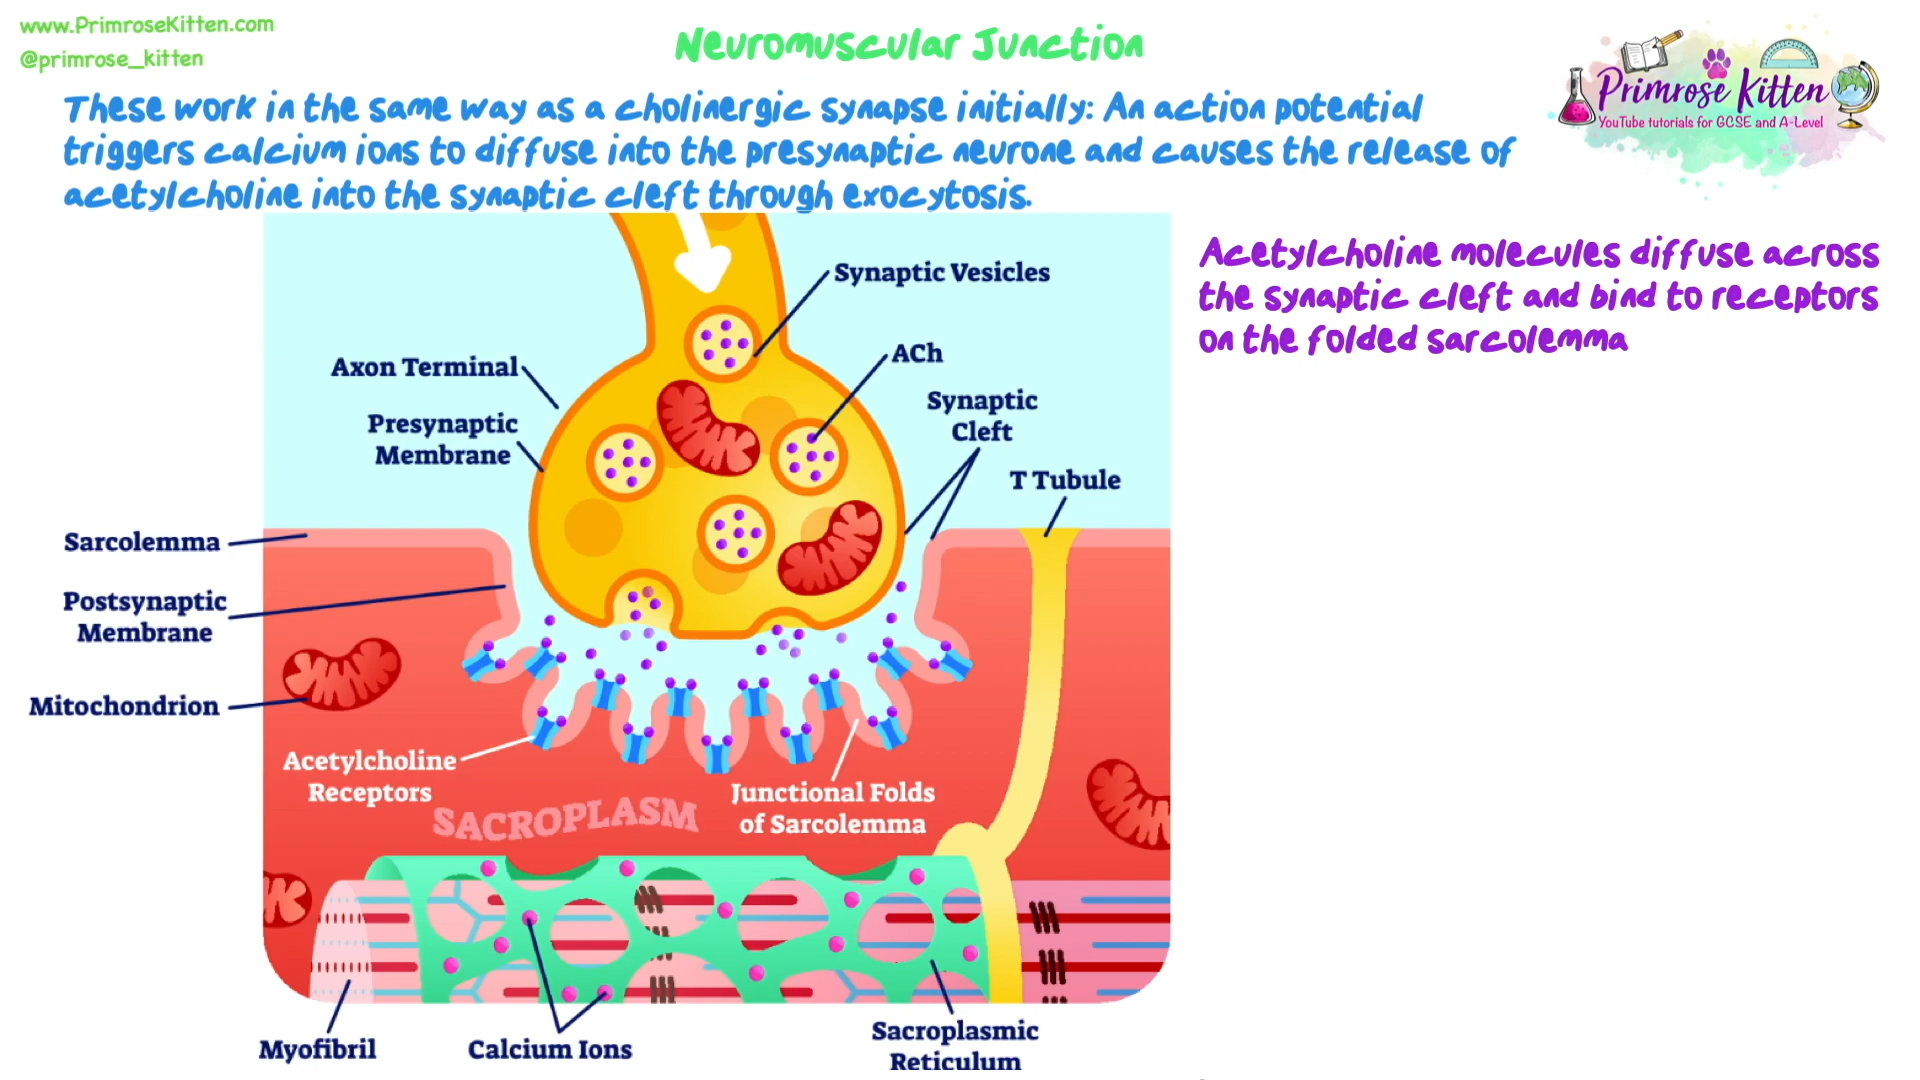 www.PrimroseKitten.com
@primrose_kitten
Neuromuscular Junction
Primrose Kitten
YouTube tutorials for GCSE and A-Level
These work in the same way as a cholinergic synapse initially: An action potential
triggers calcium ions to diffuse into the presynaptic neurone and causes the release of
acetylcholine into the synaptic cleft through exocytosis.
Acetylcholine molecules diffuse across
the synaptic cleft and bind to receptors
on the folded sarcolemma
Synaptic Vesicles
ACh
Axon Terminal
Synaptic
Cleft
Presynaptic
Membrane
T Tubule
Sarcolemma
Postsynaptic
Membrane
Mitochondrion
Acetylcholine
Receptors
Junctional Folds
of Sarcolemma
SACROPLASM
Myofibril
Calcium Ions
Sacroplasmic
Reticulum